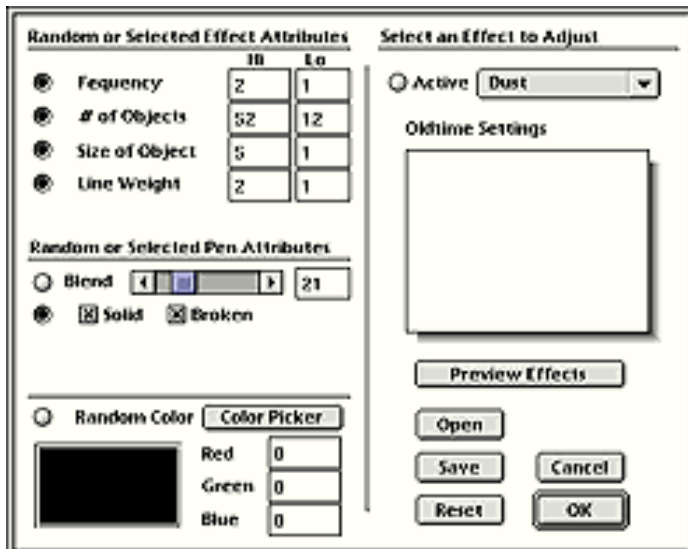 Random or Selected Effect Attributes
Hi Lo
Fequency 2 1
# of Objects 52 12
Size of Object 5 1
Line Weight 2 1
Random or Selected Pen Attributes
Blend 21
Solid Broken
Random Color Color Picker
Red 0
Green 0
Blue 0
Select an Effect to Adjust
Active Dust
Oldtime Settings
Preview Effects
Open
Save Cancel
Reset OK